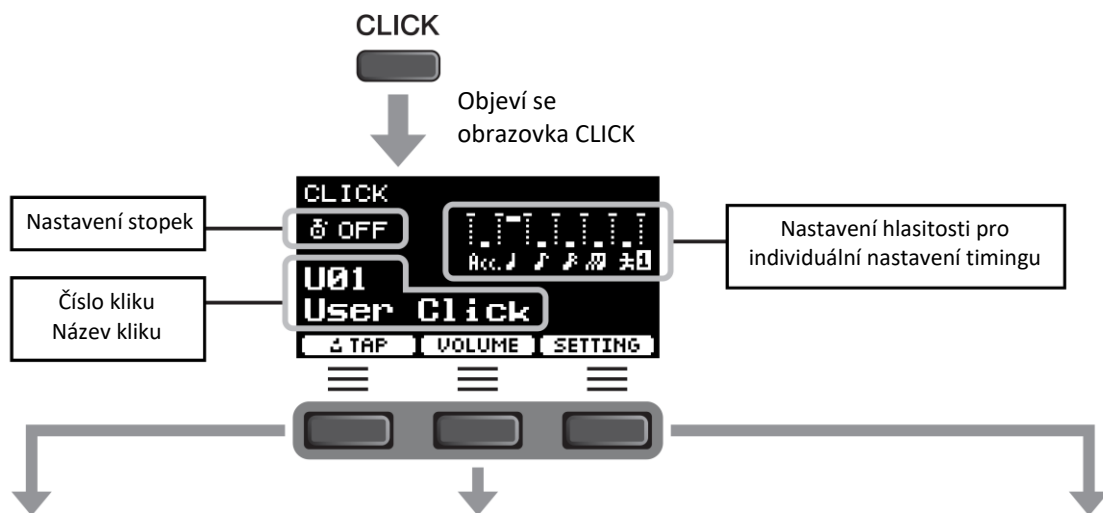 CLICK
Objeví se
obrazovka CLICK
CLICK
Nastavení stopek
OFF
Acc.
1
Nastavení hlasitosti pro
individuální nastavení timingu
U01
User Click
Číslo kliku
Název kliku
TAP
VOLUME
SETTING